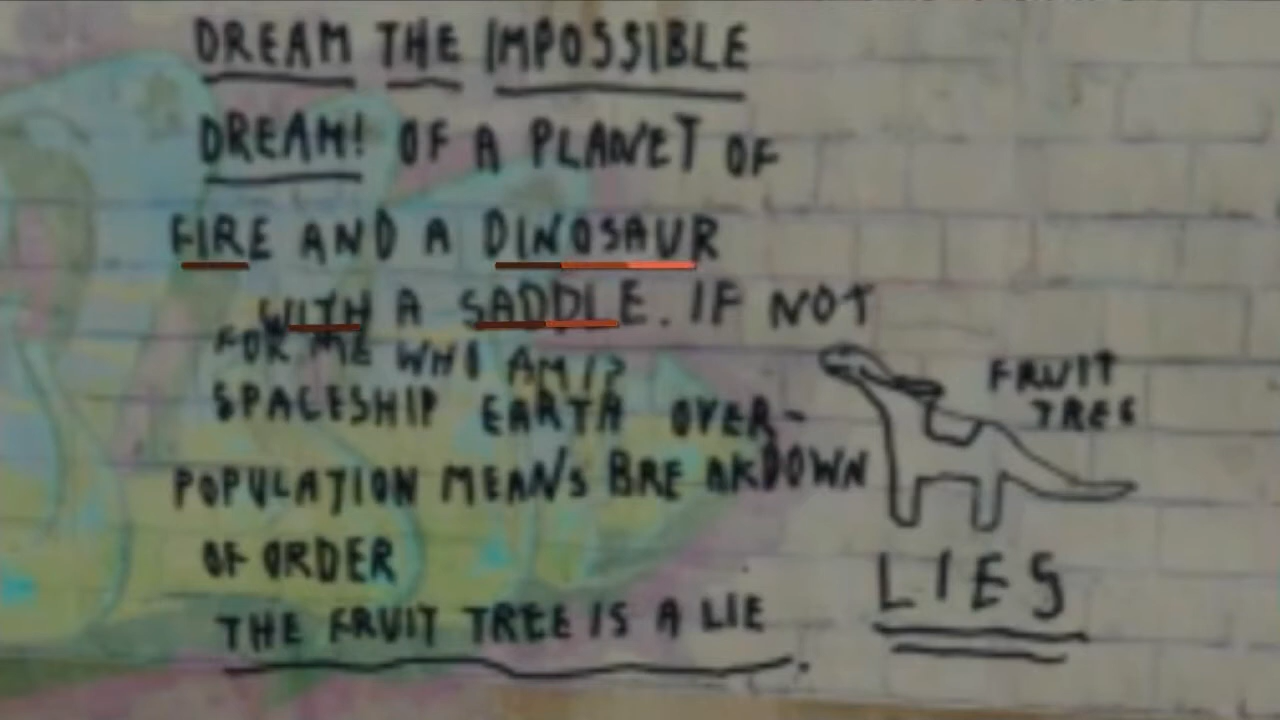 DREAM THE IMPOSSIBLE
DREAM! OF A PLANET OF
FIRE AND A DINOSAUR
WITH A SADDLE. IF NOT
FOR ME WHO AM I?
SPACESHIP EARTH OVER-
POPULATION MEANS BREAKDOWN
OF ORDER
THE FRUIT TREE IS A LIE.
FRUIT
TREE
LIES